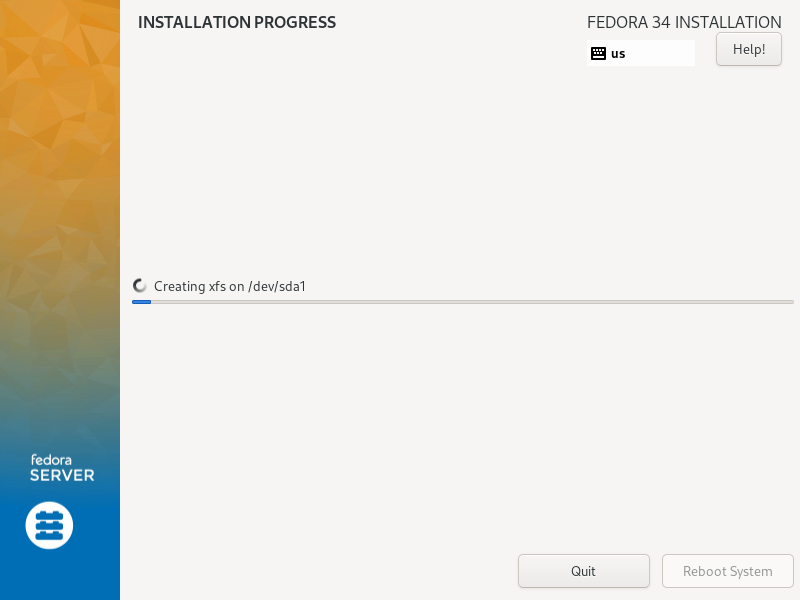 INSTALLATION PROGRESS
FEDORA 34 INSTALLATION
us
Help!
Creating xfs on /dev/sda1
fedora
SERVER
Quit
Reboot System